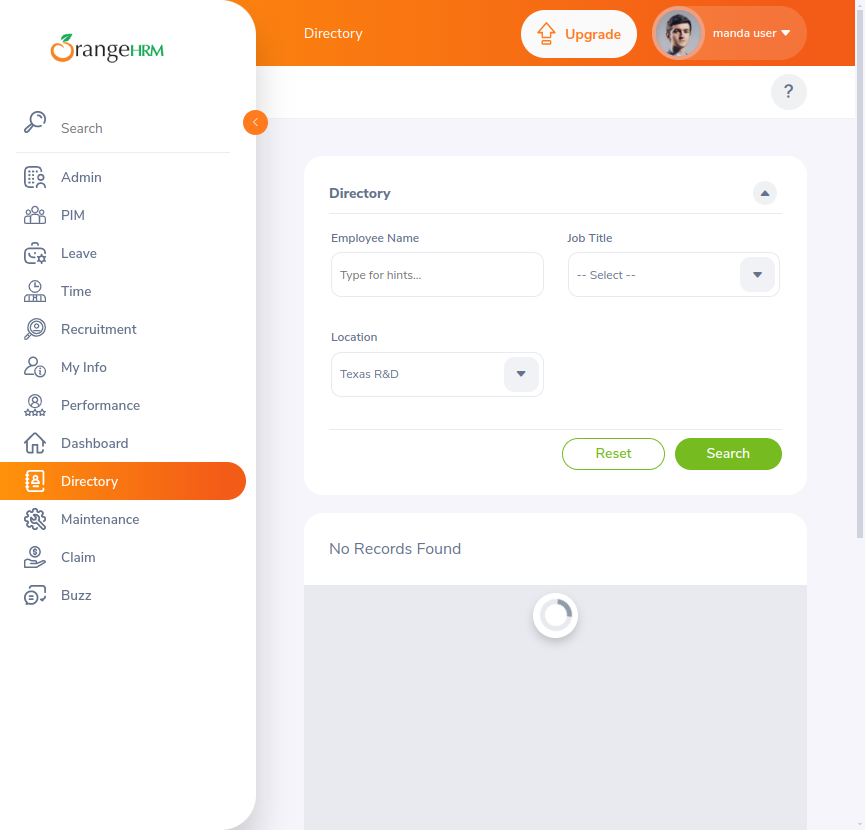 OrangeHRM
Directory
Upgrade
manda user
?
Search
Admin
PIM
Leave
Time
Recruitment
My Info
Performance
Dashboard
Directory
Maintenance
Claim
Buzz
Directory
Employee Name
Job Title
Type for hints...
-- Select --
Location
Texas R&D
Reset
Search
No Records Found